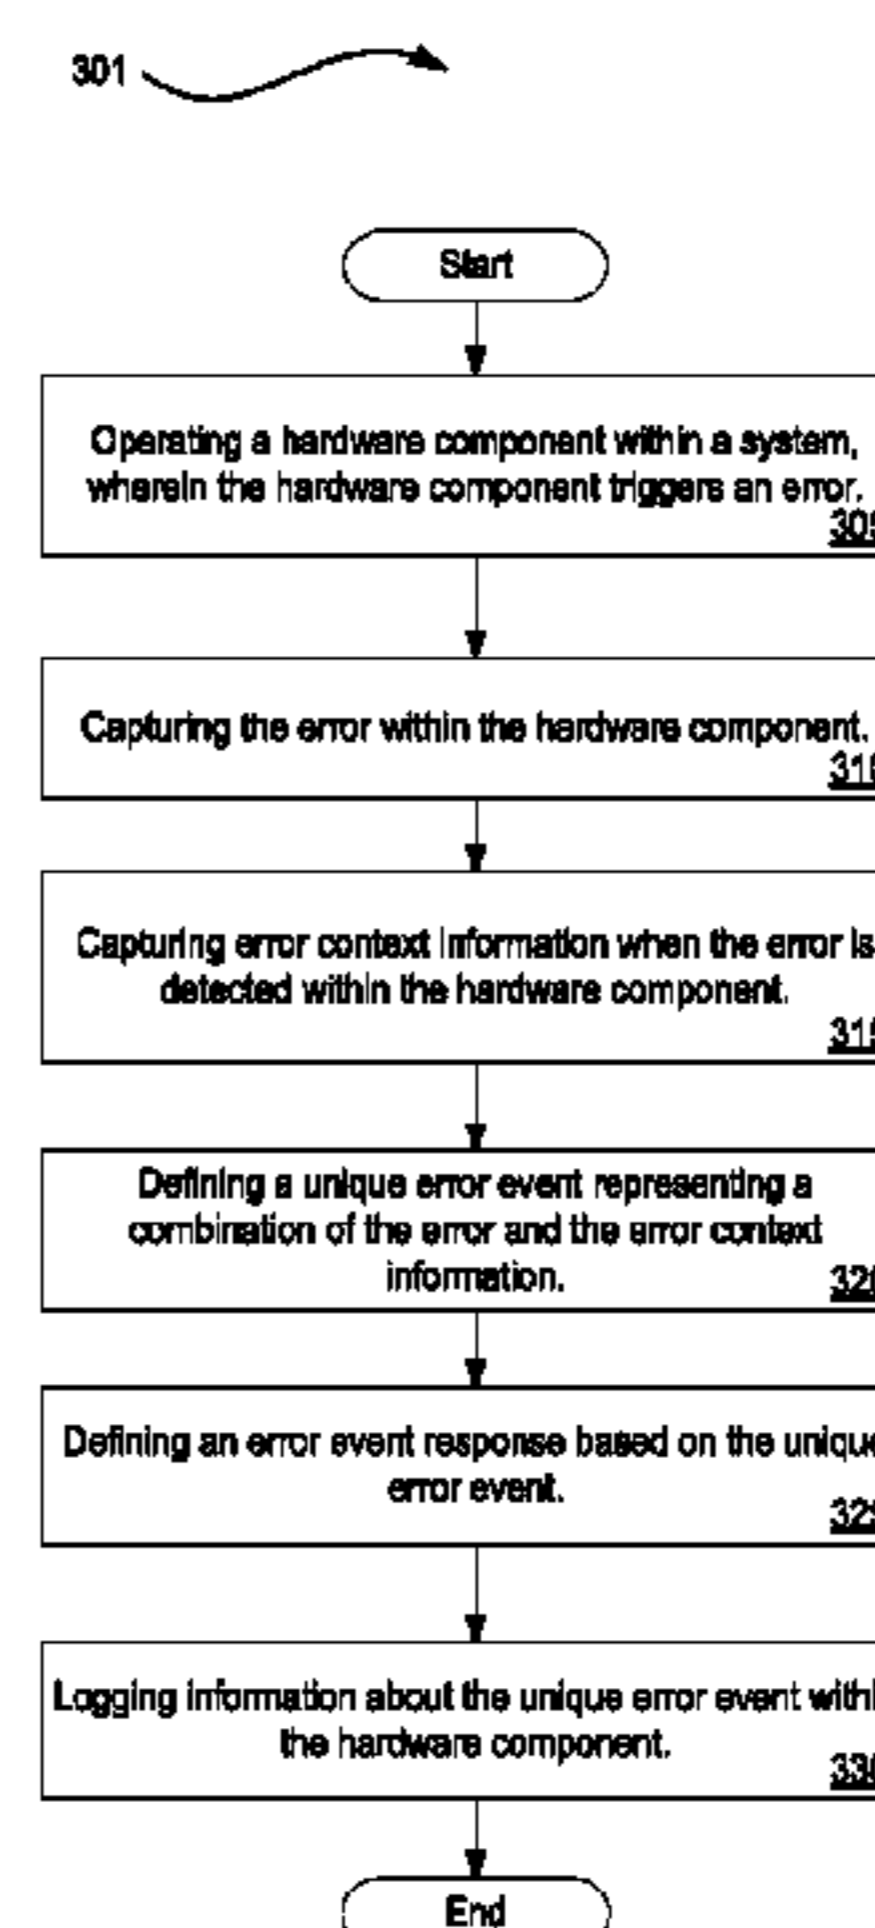 301
Start
Operating a hardware component within a system,
wherein the hardware component triggers an error.
Capturing the error within the hardware component.
Capturing error context information when the error is
detected within the hardware component.
Defining a unique error event representing a
combination of the error and the error context
information.
Defining an error event response based on the unique
error event.
Logging information about the unique error event
the hardware component.
End